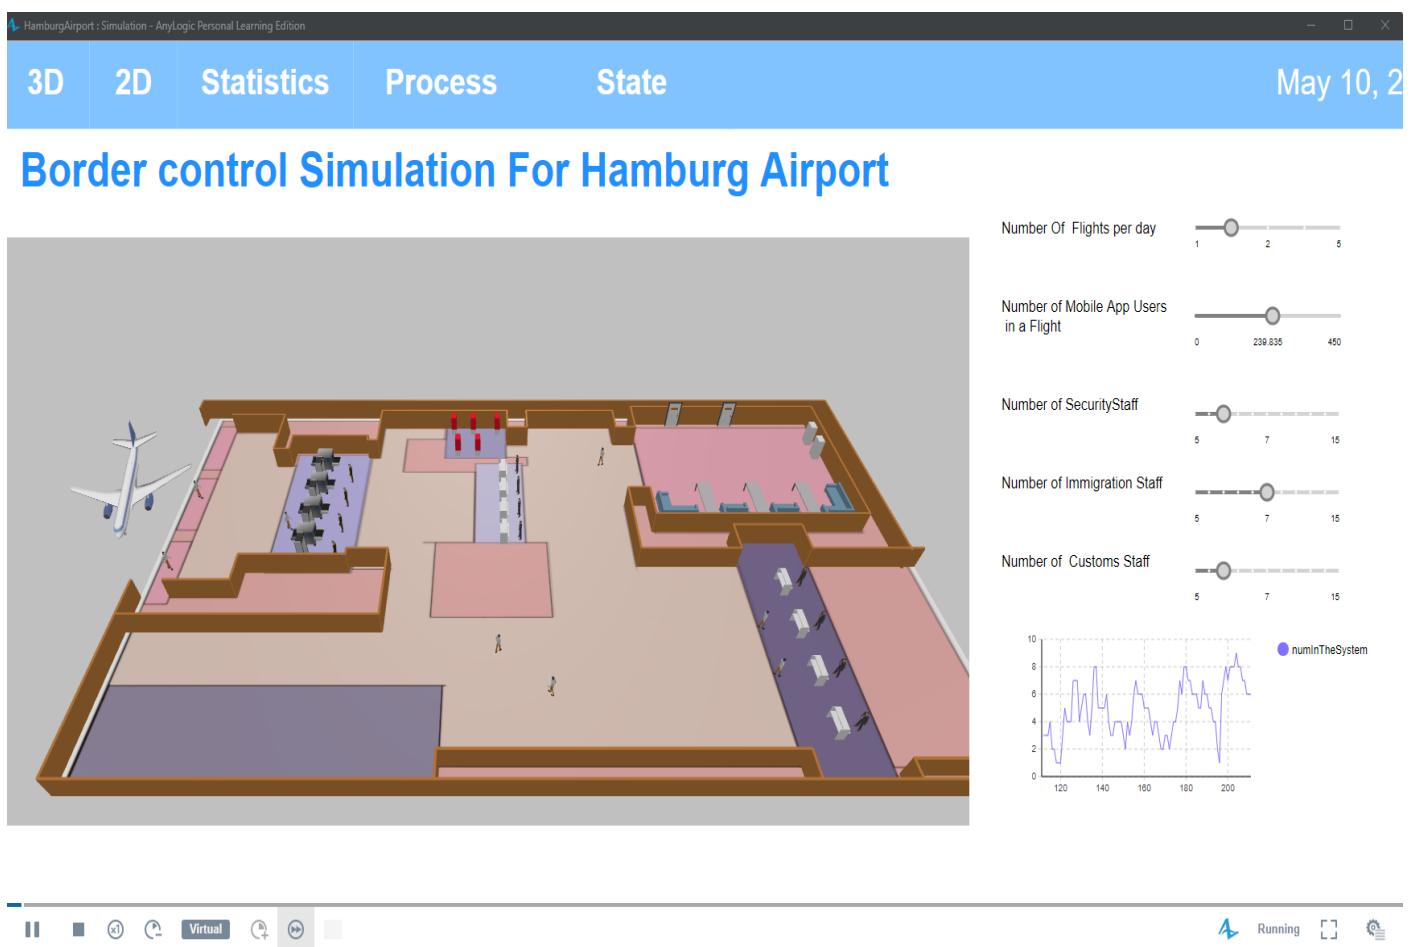 HamburgAirport : Simulation - AnyLogic Personal Learning Edition
3D 2D Statistics Process State May 10, 2
Border control Simulation For Hamburg Airport
Number Of Flights per day
1 2 5
Number of Mobile App Users
in a Flight
0 239.835 450
Number of SecurityStaff
5 7 15
Number of Immigration Staff
5 7 15
Number of Customs Staff
5 7 15
10
8
6
4
2
0
120 140 160 180 200
numInTheSystem
x1 Virtual Running